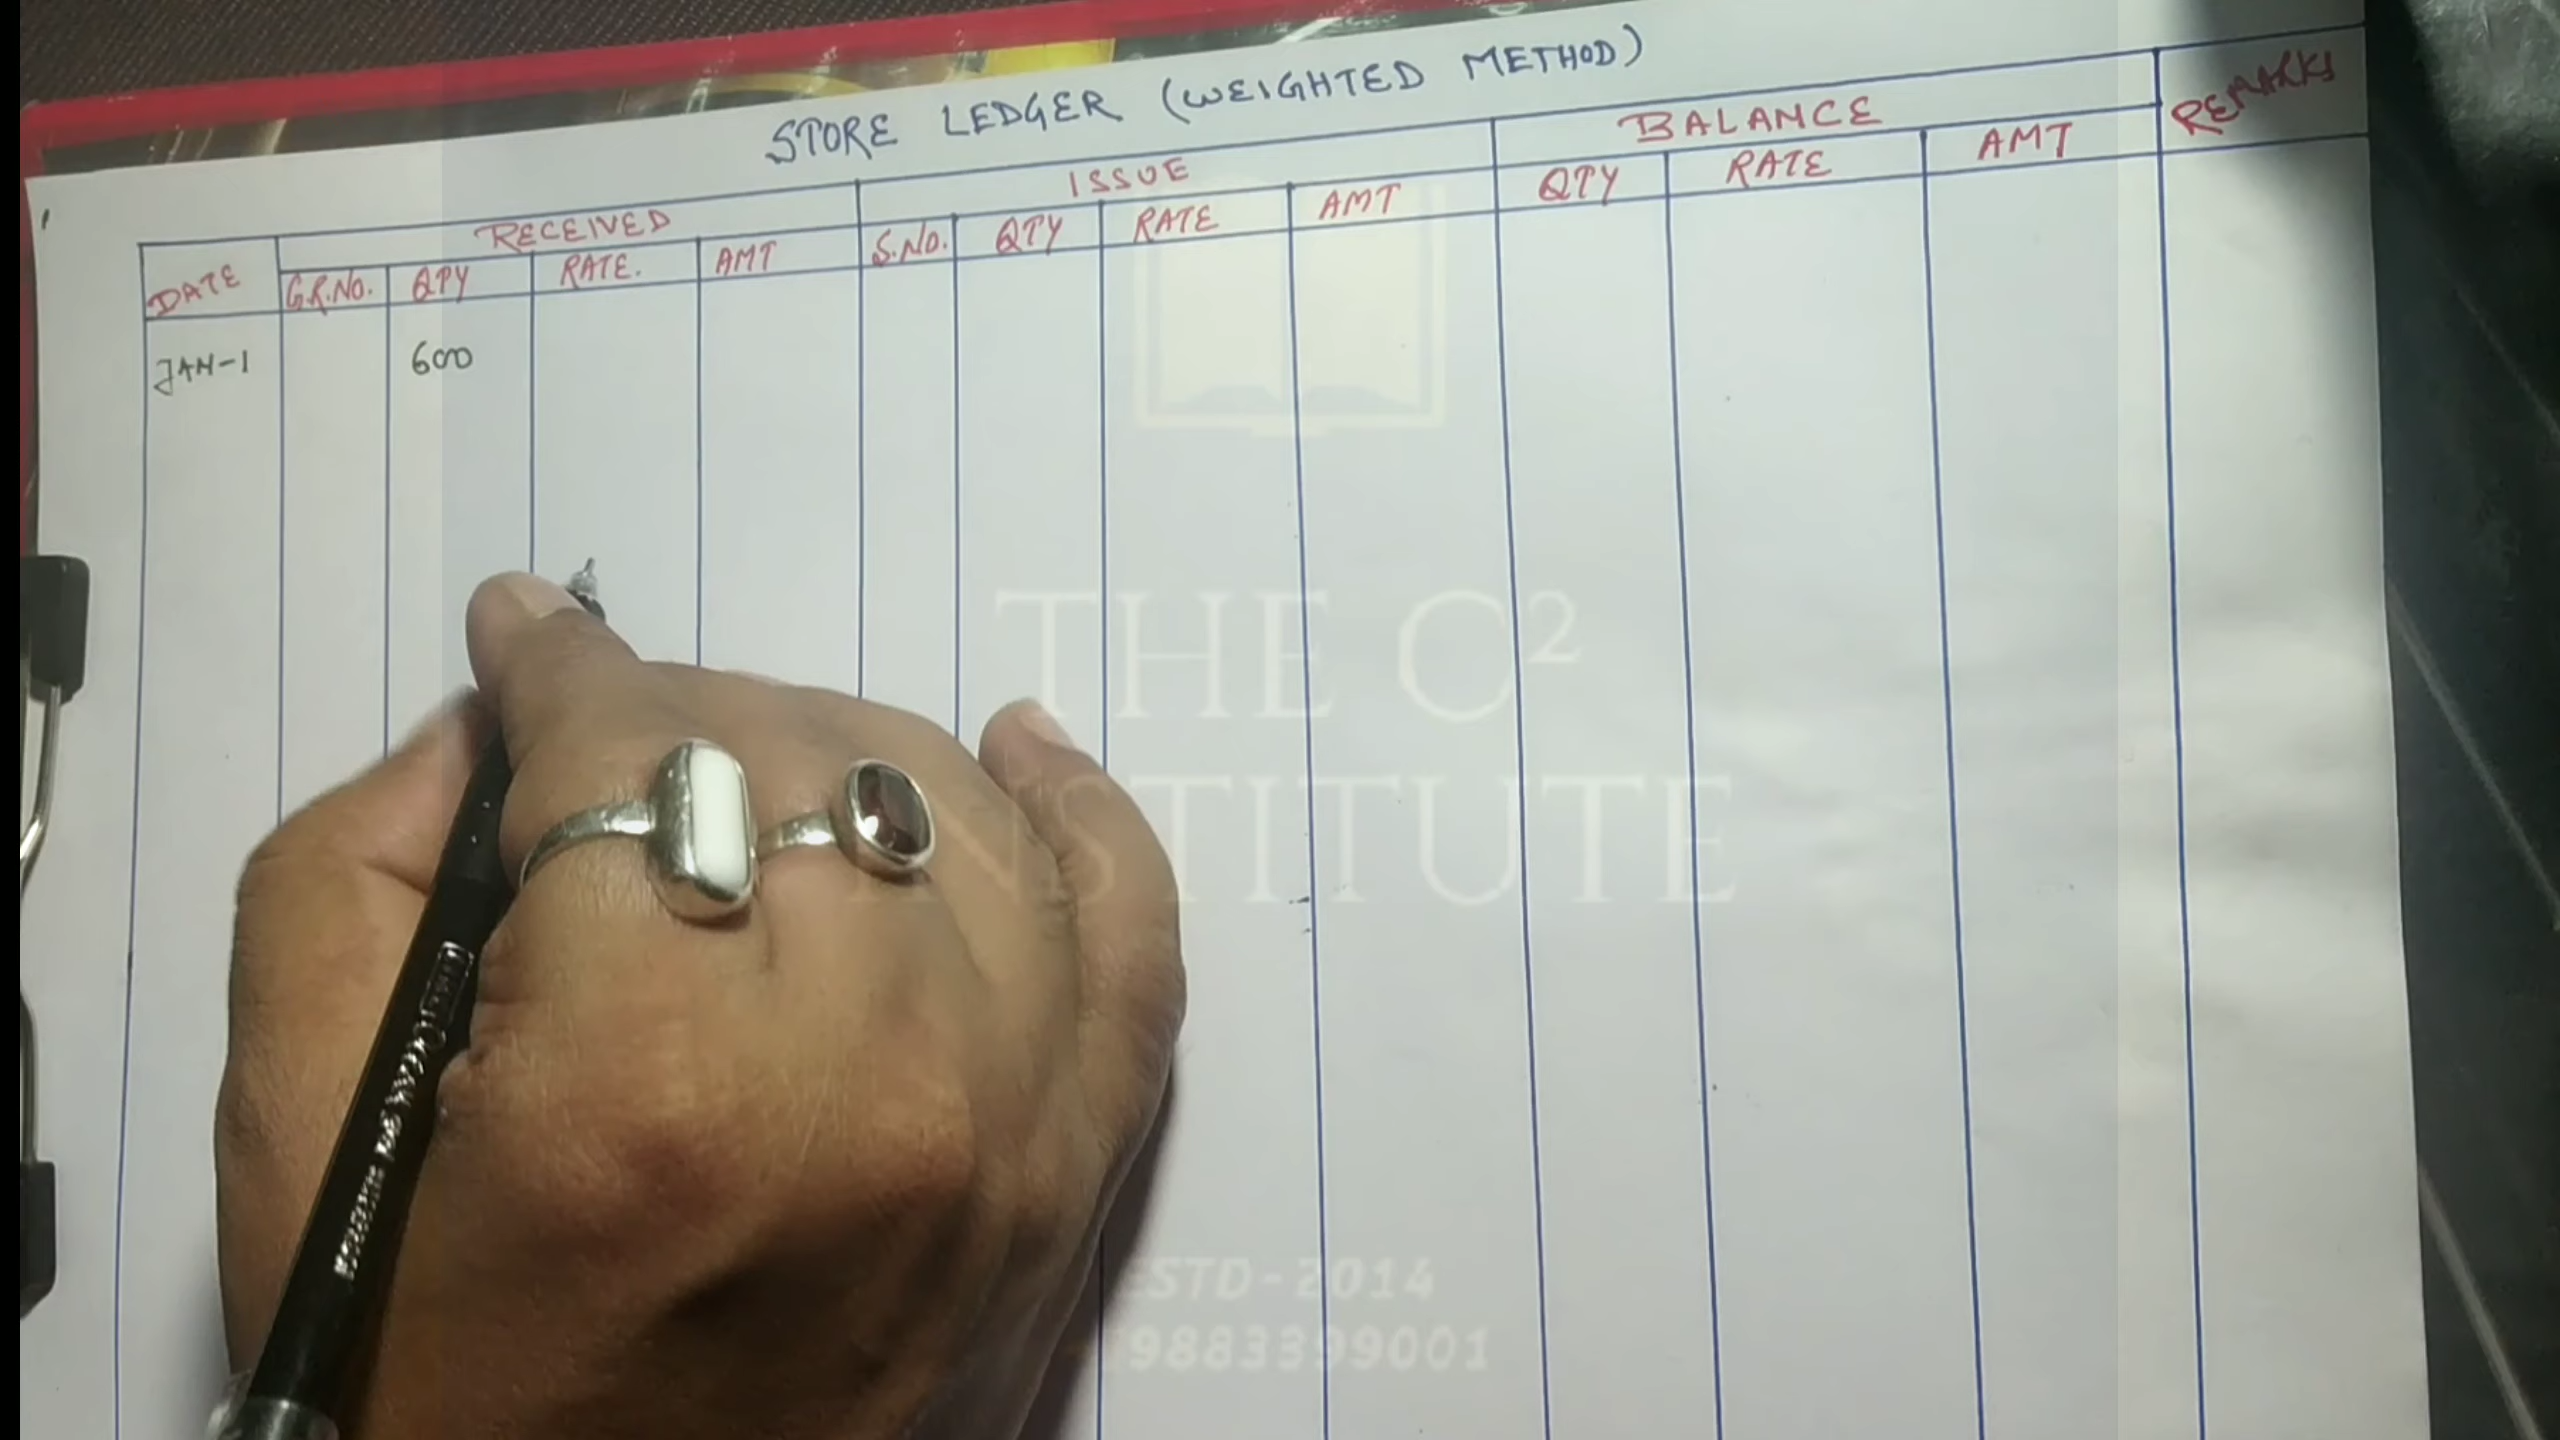 STORE LEDGER (WEIGHTED METHOD)
DATE RECEIVED ISSUE BALANCE REMARKS
G.R.NO. QTY RATE. AMT S.NO. QTY RATE AMT QTY RATE AMT
JAN-1 600
THE C²
INSTITUTE
ESTD-2014
9883399001